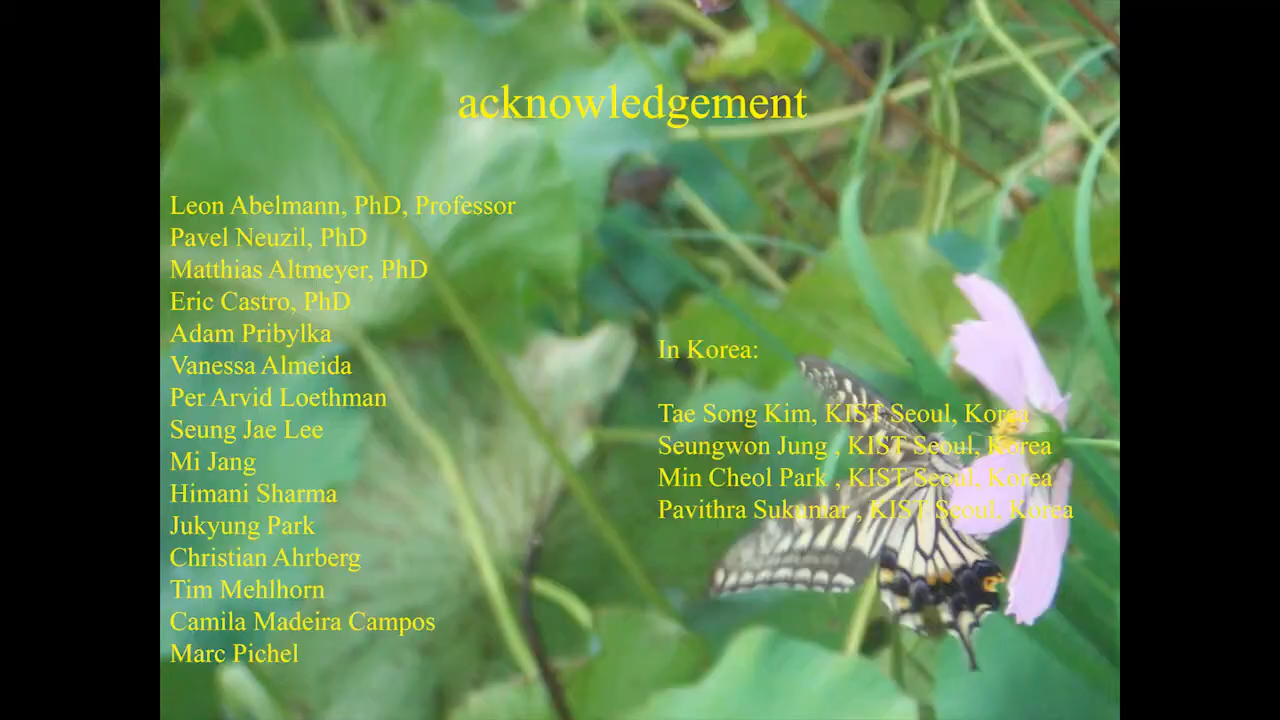 acknowledgement
Leon Abelmann, PhD, Professor
Pavel Neuzil, PhD
Matthias Altmeyer, PhD
Eric Castro, PhD
Adam Pribylka
Vanessa Almeida
Per Arvid Loethman
Seung Jae Lee
Mi Jang
Himani Sharma
Jukyung Park
Christian Ahrberg
Tim Mehlhorn
Camila Madeira Campos
Marc Pichel
In Korea:
Tae Song Kim, KIST Seoul, Korea
Seungwon Jung , KIST Seoul, Korea
Min Cheol Park , KIST Seoul, Korea
Pavithra Sukumar , KIST Seoul, Korea